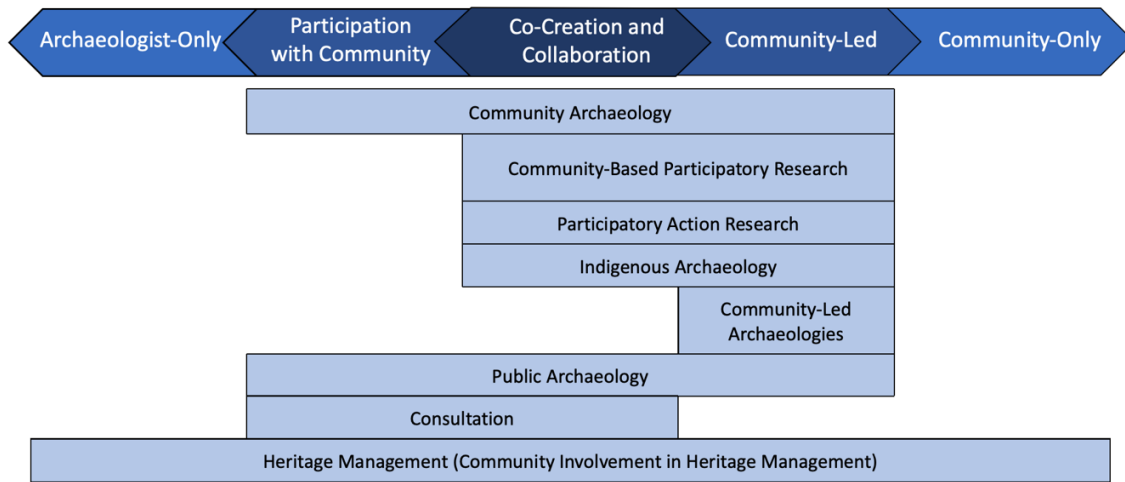 Archaeologist-Only
Participation
with Community
Co-Creation and
Collaboration
Community-Led
Community-Only
Community Archaeology
Community-Based Participatory Research
Participatory Action Research
Indigenous Archaeology
Community-Led
Archaeologies
Public Archaeology
Consultation
Heritage Management (Community Involvement in Heritage Management)